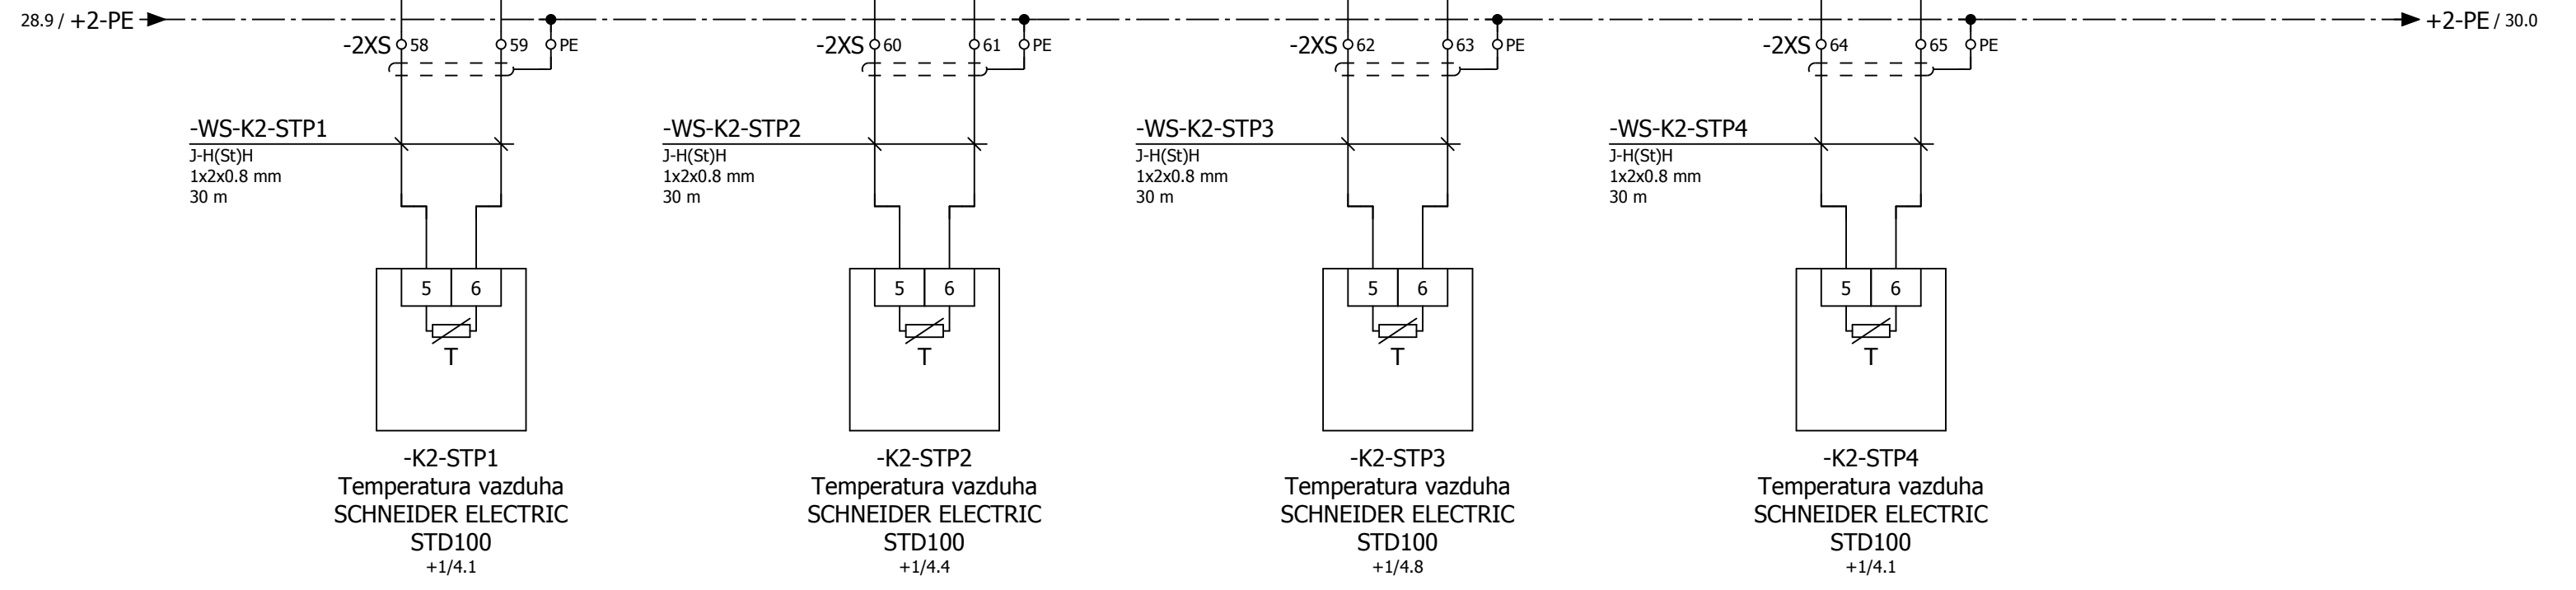 28.9 / +2-PE
+2-PE / 30.0
-2XS 58 59 PE
-2XS 60 61 PE
-2XS 62 63 PE
-2XS 64 65 PE
-WS-K2-STP1
J-H(St)H
1x2x0.8 mm
30 m
-WS-K2-STP2
J-H(St)H
1x2x0.8 mm
30 m
-WS-K2-STP3
J-H(St)H
1x2x0.8 mm
30 m
-WS-K2-STP4
J-H(St)H
1x2x0.8 mm
30 m
5 6
T
5 6
T
5 6
T
5 6
T
-K2-STP1
Temperatura vazduha
SCHNEIDER ELECTRIC
STD100
+1/4.1
-K2-STP2
Temperatura vazduha
SCHNEIDER ELECTRIC
STD100
+1/4.4
-K2-STP3
Temperatura vazduha
SCHNEIDER ELECTRIC
STD100
+1/4.8
-K2-STP4
Temperatura vazduha
SCHNEIDER ELECTRIC
STD100
+1/4.1